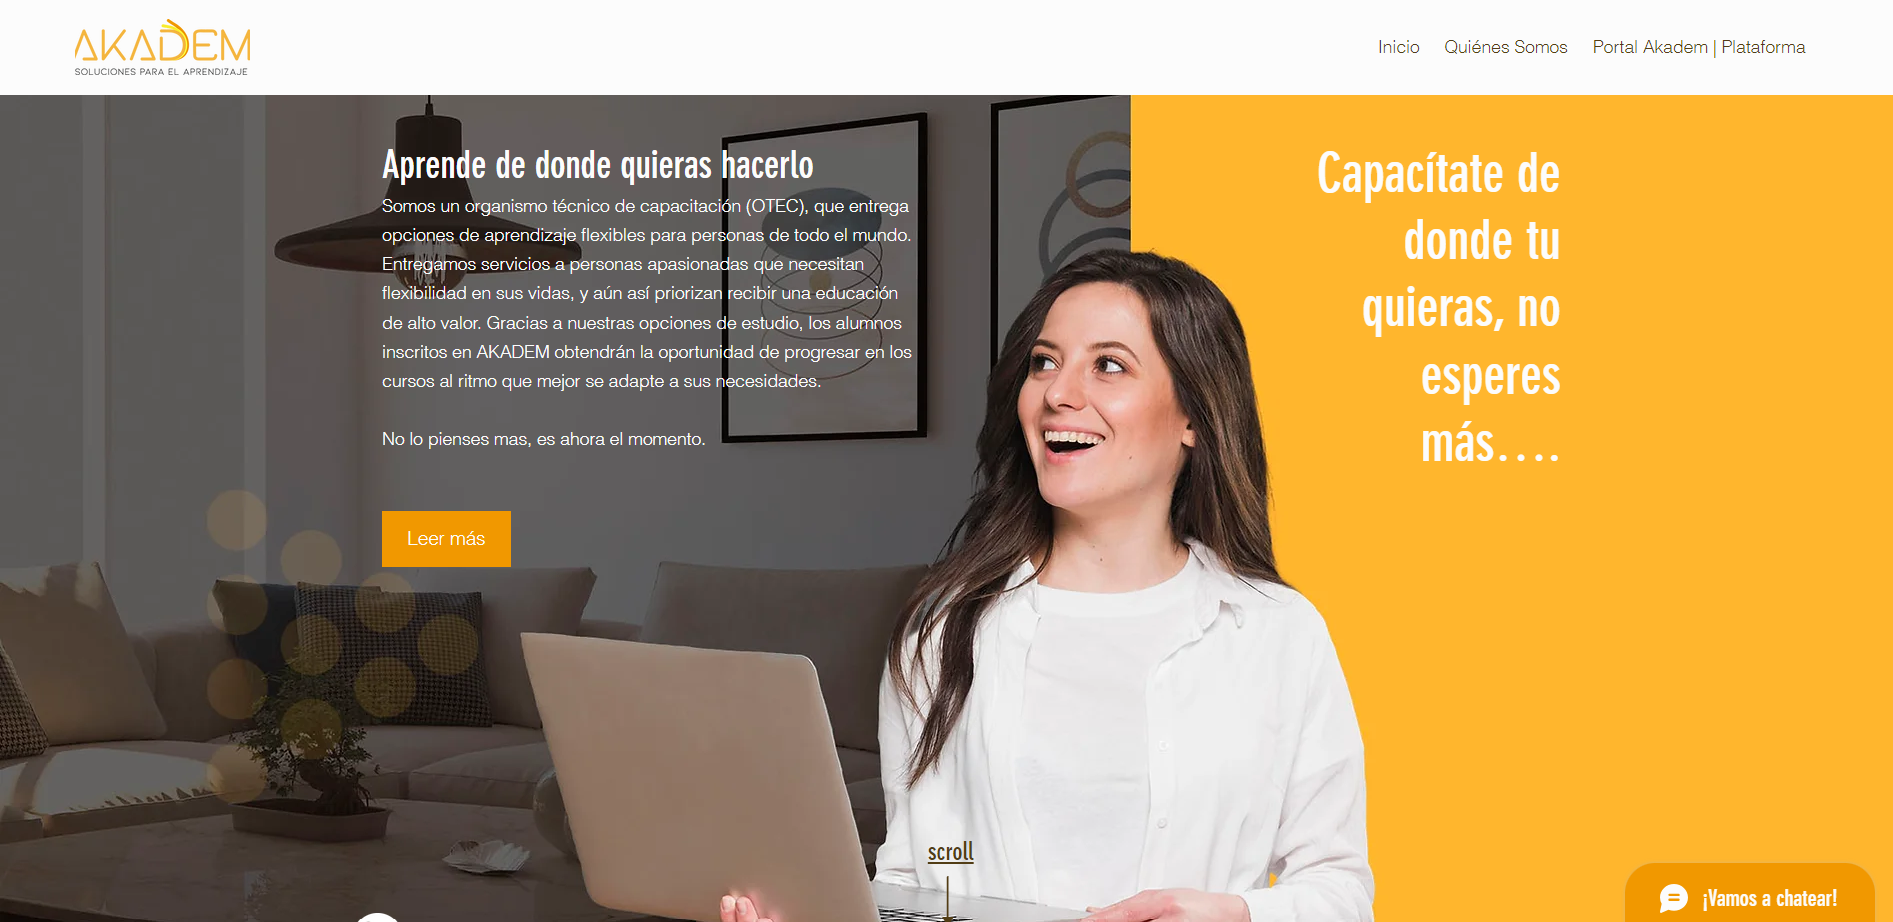 AKADEM
SOLUCIONES PARA EL APRENDIZAJE
Inicio
Quiénes Somos
Portal Akadem | Plataforma
Aprende de donde quieras hacerlo
Somos un organismo técnico de capacitación (OTEC), que entrega
opciones de aprendizaje flexibles para personas de todo el mundo.
Entregamos servicios a personas apasionadas que necesitan
flexibilidad en sus vidas, y aún así priorizan recibir una educación
de alto valor. Gracias a nuestras opciones de estudio, los alumnos
inscritos en AKADEM obtendrán la oportunidad de progresar en los
cursos al ritmo que mejor se adapte a sus necesidades.
No lo pienses mas, es ahora el momento.
Leer más
Capacítate de
donde tu
quieras, no
esperes
más....
scroll
¡Vamos a chatear!